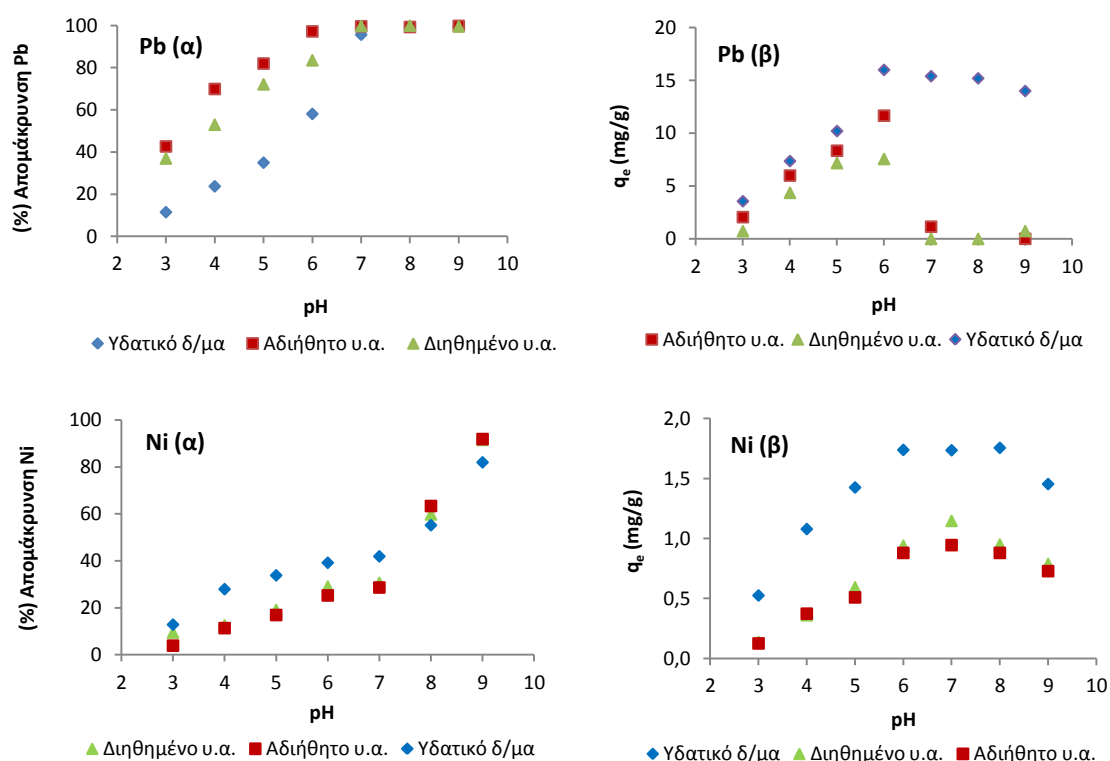 Pb (α)
(%) Απομάκρυνση Pb
100
80
60
40
20
0
2 3 4 5 6 7 8 9 10
pH
Υδατικό δ/μα Αδιήθητο υ.α. Διηθημένο υ.α.
Pb (β)
qe (mg/g)
20
15
10
5
0
2 3 4 5 6 7 8 9 10
pH
Αδιήθητο υ.α. Διηθημένο υ.α. Υδατικό δ/μα
Ni (α)
(%) Απομάκρυνση Ni
100
80
60
40
20
0
2 3 4 5 6 7 8 9 10
pH
Διηθημένο υ.α. Αδιήθητο υ.α. Υδατικό δ/μα
Ni (β)
qe (mg/g)
2,0
1,5
1,0
0,5
0,0
2 3 4 5 6 7 8 9 10
pH
Υδατικό δ/μα Διηθημένο υ.α. Αδιήθητο υ.α.